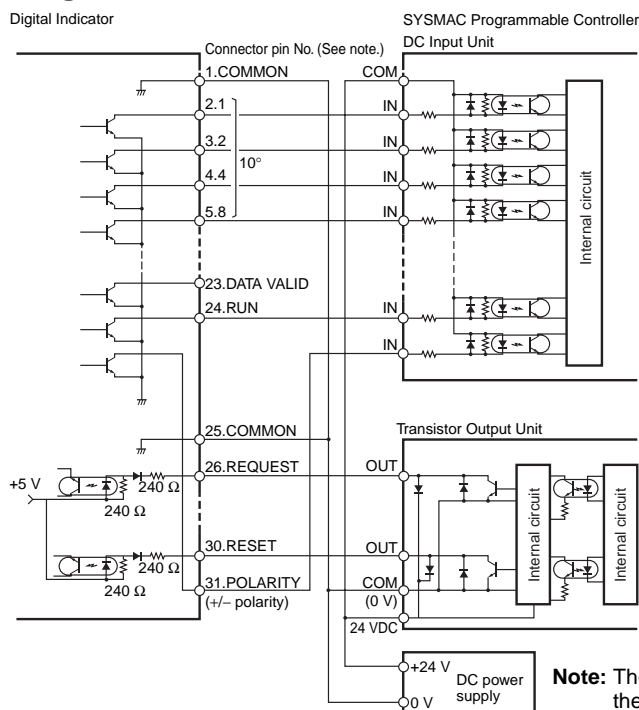 Digital Indicator
SYSMAC Programmable Controller
DC Input Unit
Connector pin No. (See note.)
1.COMMON
COM
2.1
IN
3.2
IN
10°
4.4
IN
5.8
IN
Internal circuit
23.DATA VALID
24.RUN
IN
IN
25.COMMON
Transistor Output Unit
26.REQUEST
OUT
+5 V
240 Ω
240 Ω
Internal circuit
Internal circuit
30.RESET
OUT
240 Ω
240 Ω
31.POLARITY
(+/− polarity)
COM
(0 V)
24 VDC
+24 V
DC power
supply
0 V
Note: The
the